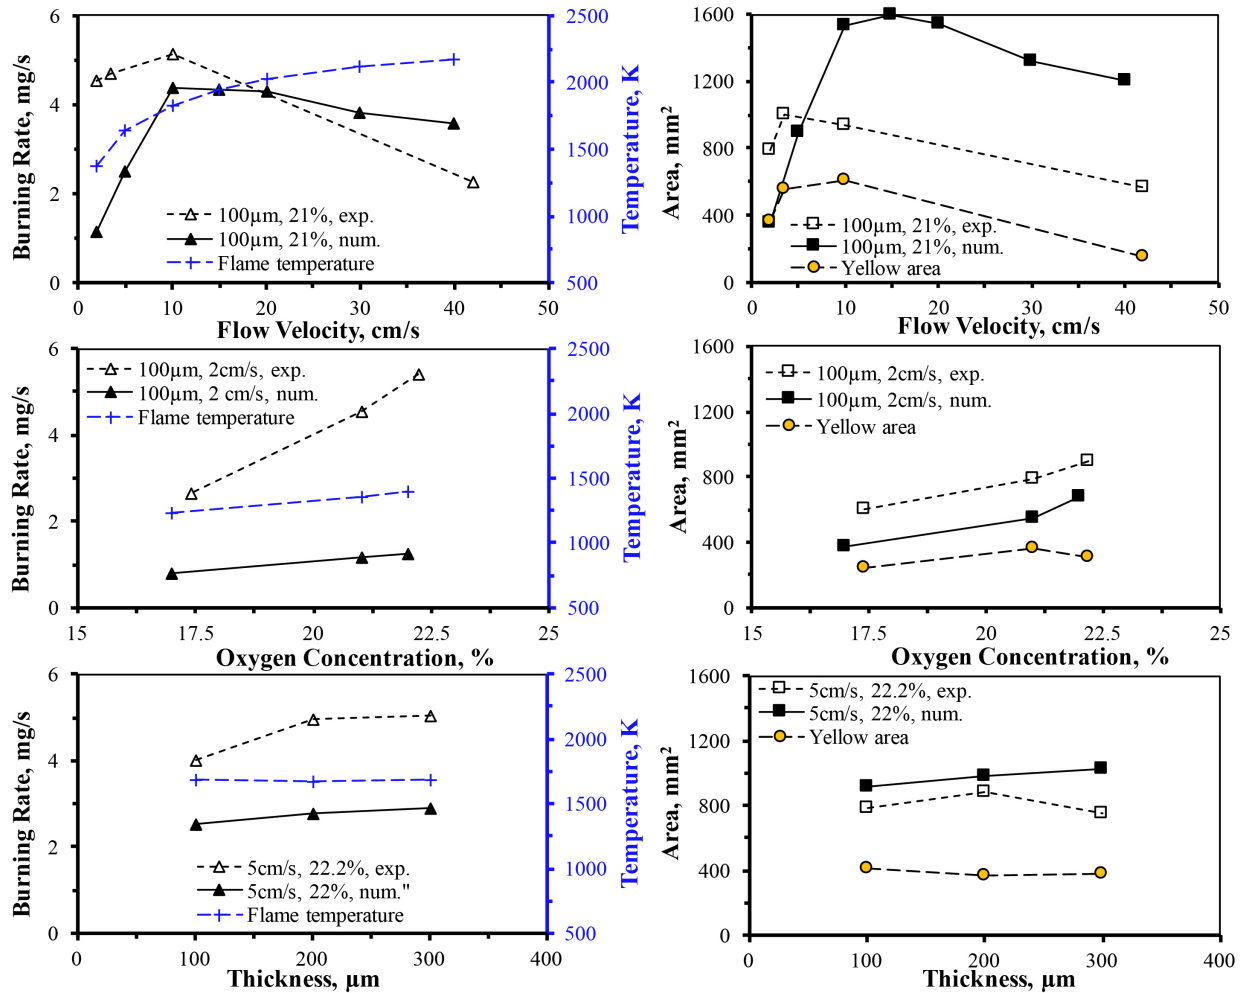 Burning Rate, mg/s
6
4
2
0
2500
2000
1500
1000
500
Temperature, K
100µm, 21%, exp.
100µm, 21%, num.
Flame temperature
0 10 20 30 40 50
Flow Velocity, cm/s
Area, mm²
1600
1200
800
400
0
100µm, 21%, exp.
100µm, 21%, num.
Yellow area
0 10 20 30 40 50
Flow Velocity, cm/s
Burning Rate, mg/s
6
4
2
0
2500
2000
1500
1000
500
Temperature, K
100µm, 2cm/s, exp.
100µm, 2 cm/s, num.
Flame temperature
15 17.5 20 22.5 25
Oxygen Concentration, %
Area, mm²
1600
1200
800
400
0
100µm, 2cm/s, exp.
100µm, 2cm/s, num.
Yellow area
15 17.5 20 22.5 25
Oxygen Concentration, %
Burning Rate, mg/s
6
4
2
0
2500
2000
1500
1000
500
Temperature, K
5cm/s, 22.2%, exp.
5cm/s, 22%, num."
Flame temperature
0 100 200 300 400
Thickness, µm
Area, mm²
1600
1200
800
400
0
5cm/s, 22.2%, exp.
5cm/s, 22%, num.
Yellow area
0 100 200 300 400
Thickness, µm